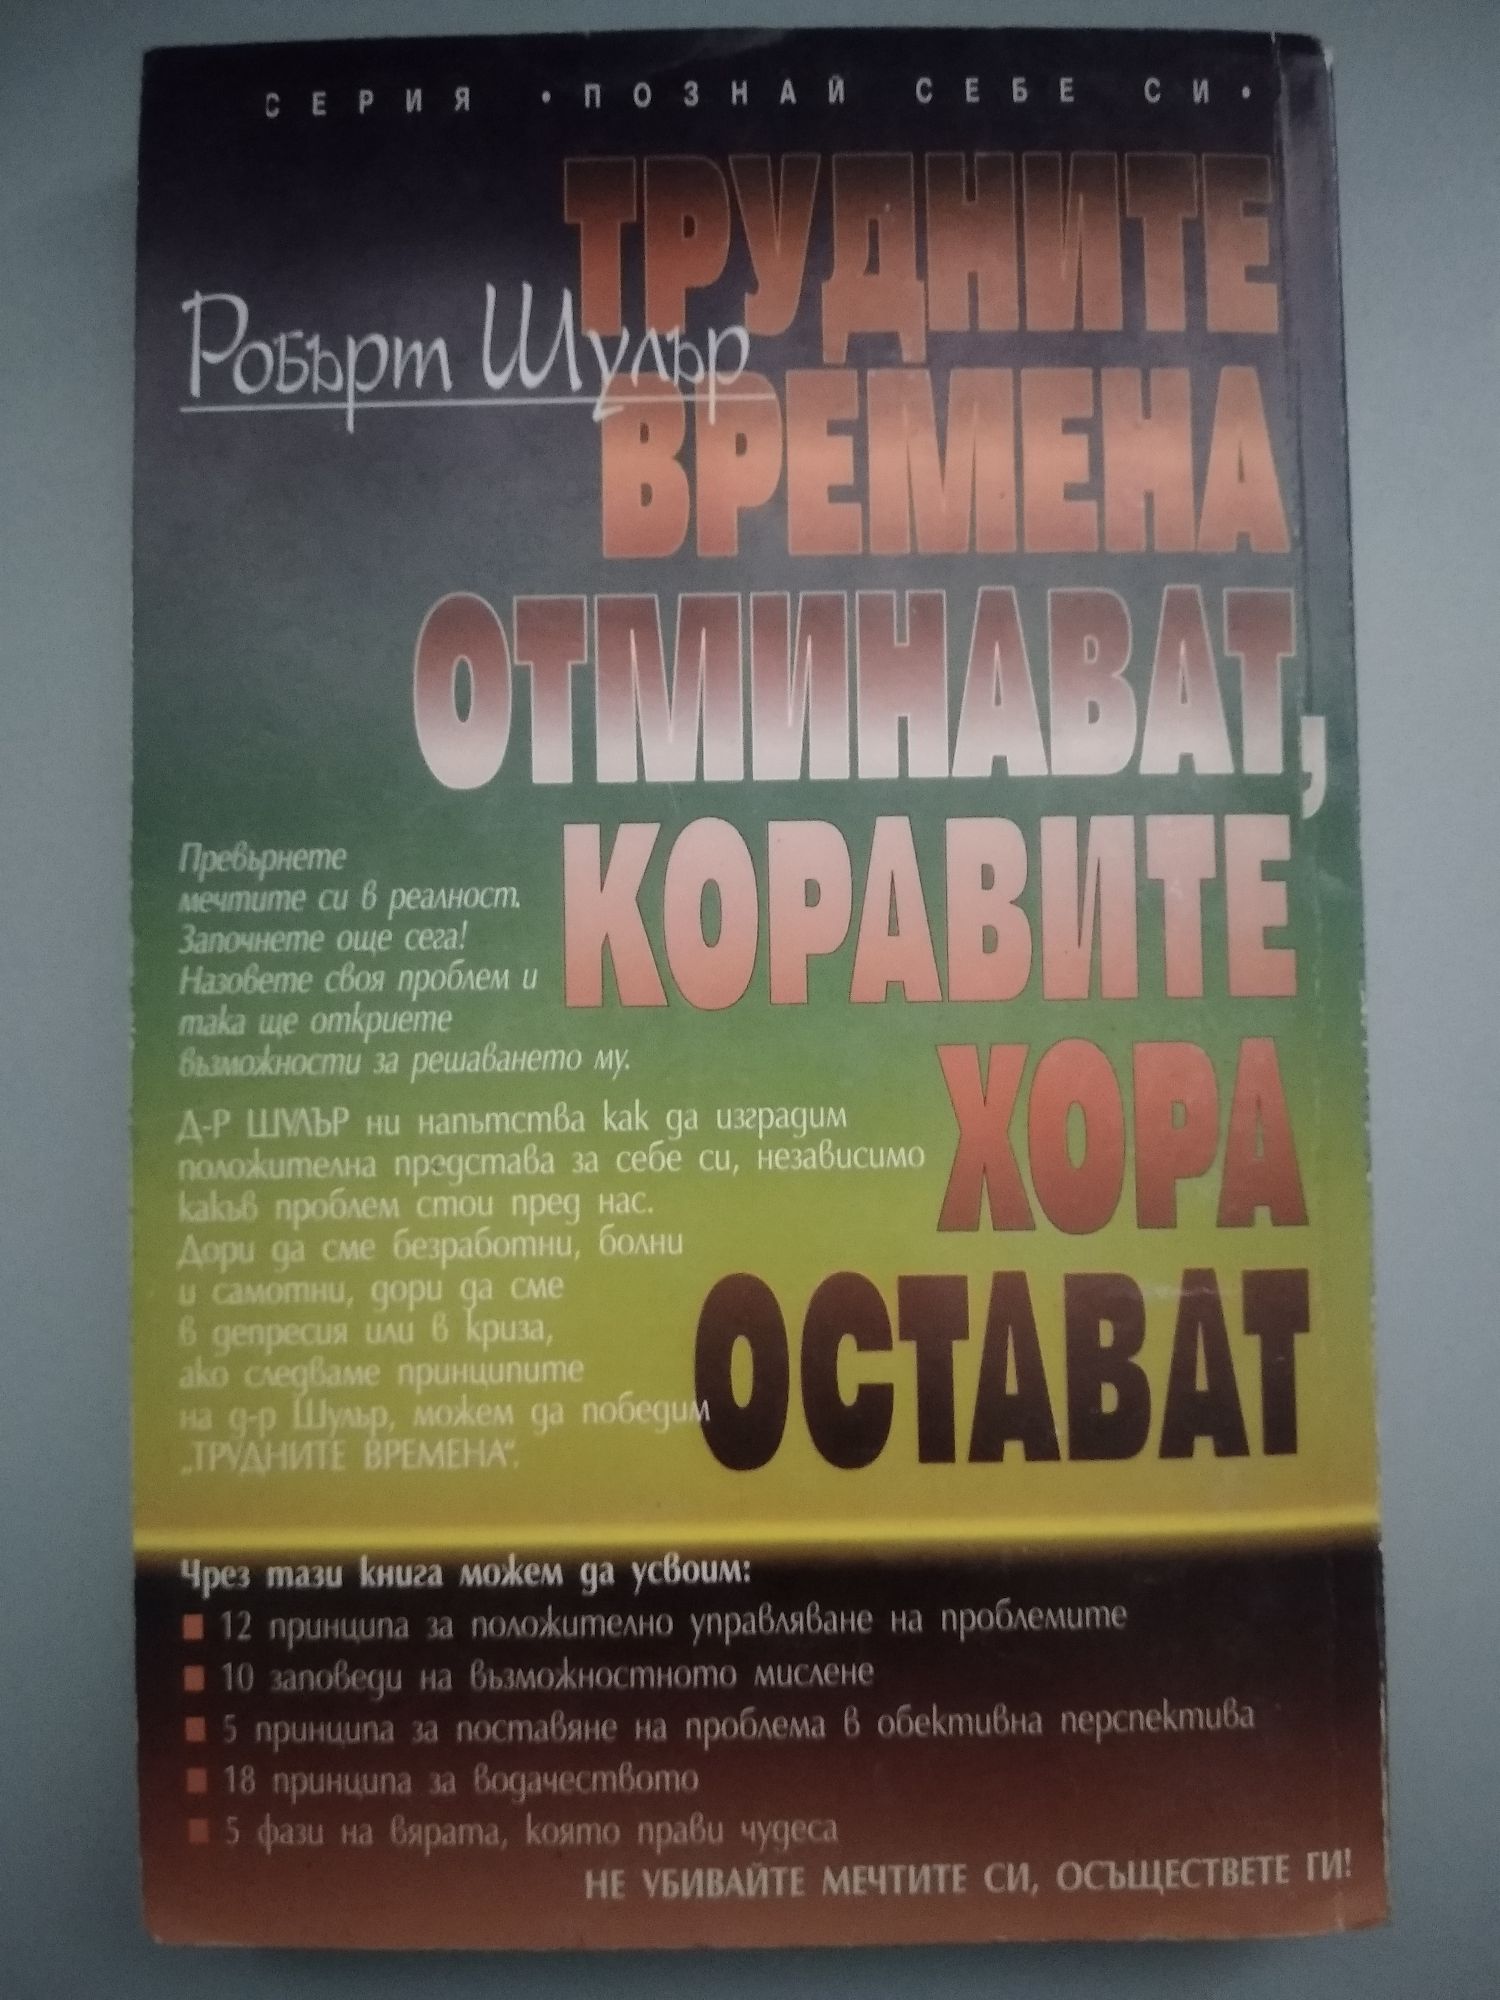 СЕРИЯ • ПОЗНАЙ СЕБЕ СИ •
ТРУДНИТЕ
Робърт Шулър
ВРЕМЕНА
ОТМИНАВАТ,
КОРАВИТЕ
ХОРА
ОСТАВАТ
Превърнете
мечтите си в реалност.
Започнете още сега!
Назовете своя проблем и
така ще откриете
възможности за решаването му.
Д-Р ШУЛЪР ни напътства как да изградим
положителна представа за себе си, независимо
какъв проблем стои пред нас.
Дори да сме безработни, болни
и самотни, дори да сме
в депресия или в криза,
ако следваме принципите
на д-р Шулър, можем да победим
„ТРУДНИТЕ ВРЕМЕНА“.
Чрез тази книга можем да усвоим:
■ 12 принципа за положително управляване на проблемите
■ 10 заповеди на възможностното мислене
■ 5 принципа за поставяне на проблема в обективна перспектива
■ 18 принципа за водачеството
■ 5 фази на вярата, която прави чудеса
НЕ УБИВАЙТЕ МЕЧТИТЕ СИ, ОСЪЩЕСТВЕТЕ ГИ!